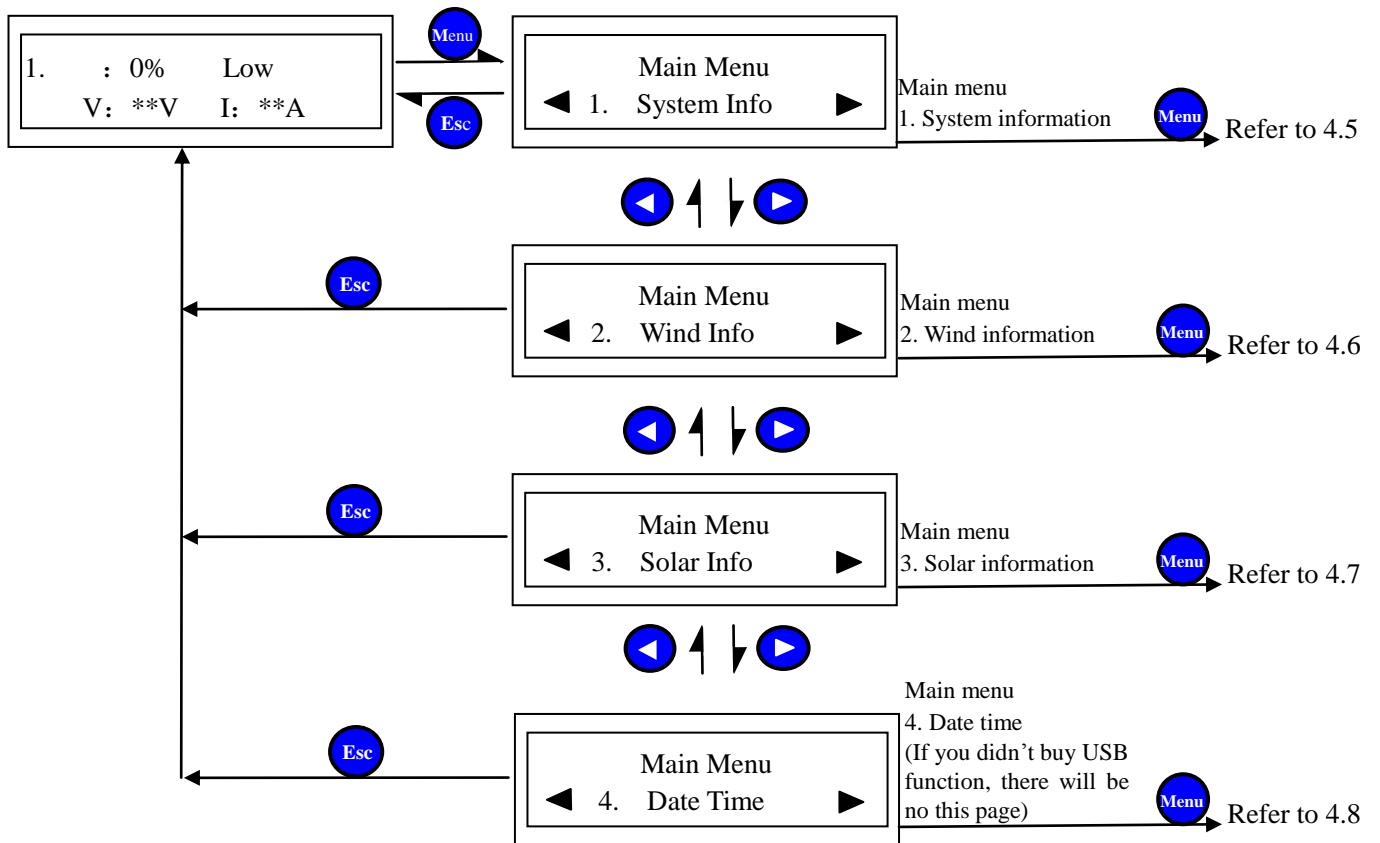 Menu
1. ： 0% Low
V： **V I： **A
Esc
Main Menu
◀ 1. System Info ▶
Main menu
1. System information
Menu
Refer to 4.5
Esc
Main Menu
◀ 2. Wind Info ▶
Main menu
2. Wind information
Menu
Refer to 4.6
Esc
Main Menu
◀ 3. Solar Info ▶
Main menu
3. Solar information
Menu
Refer to 4.7
Esc
Main Menu
◀ 4. Date Time ▶
Main menu
4. Date time
(If you didn’t buy USB
function, there will be
no this page)
Menu
Refer to 4.8